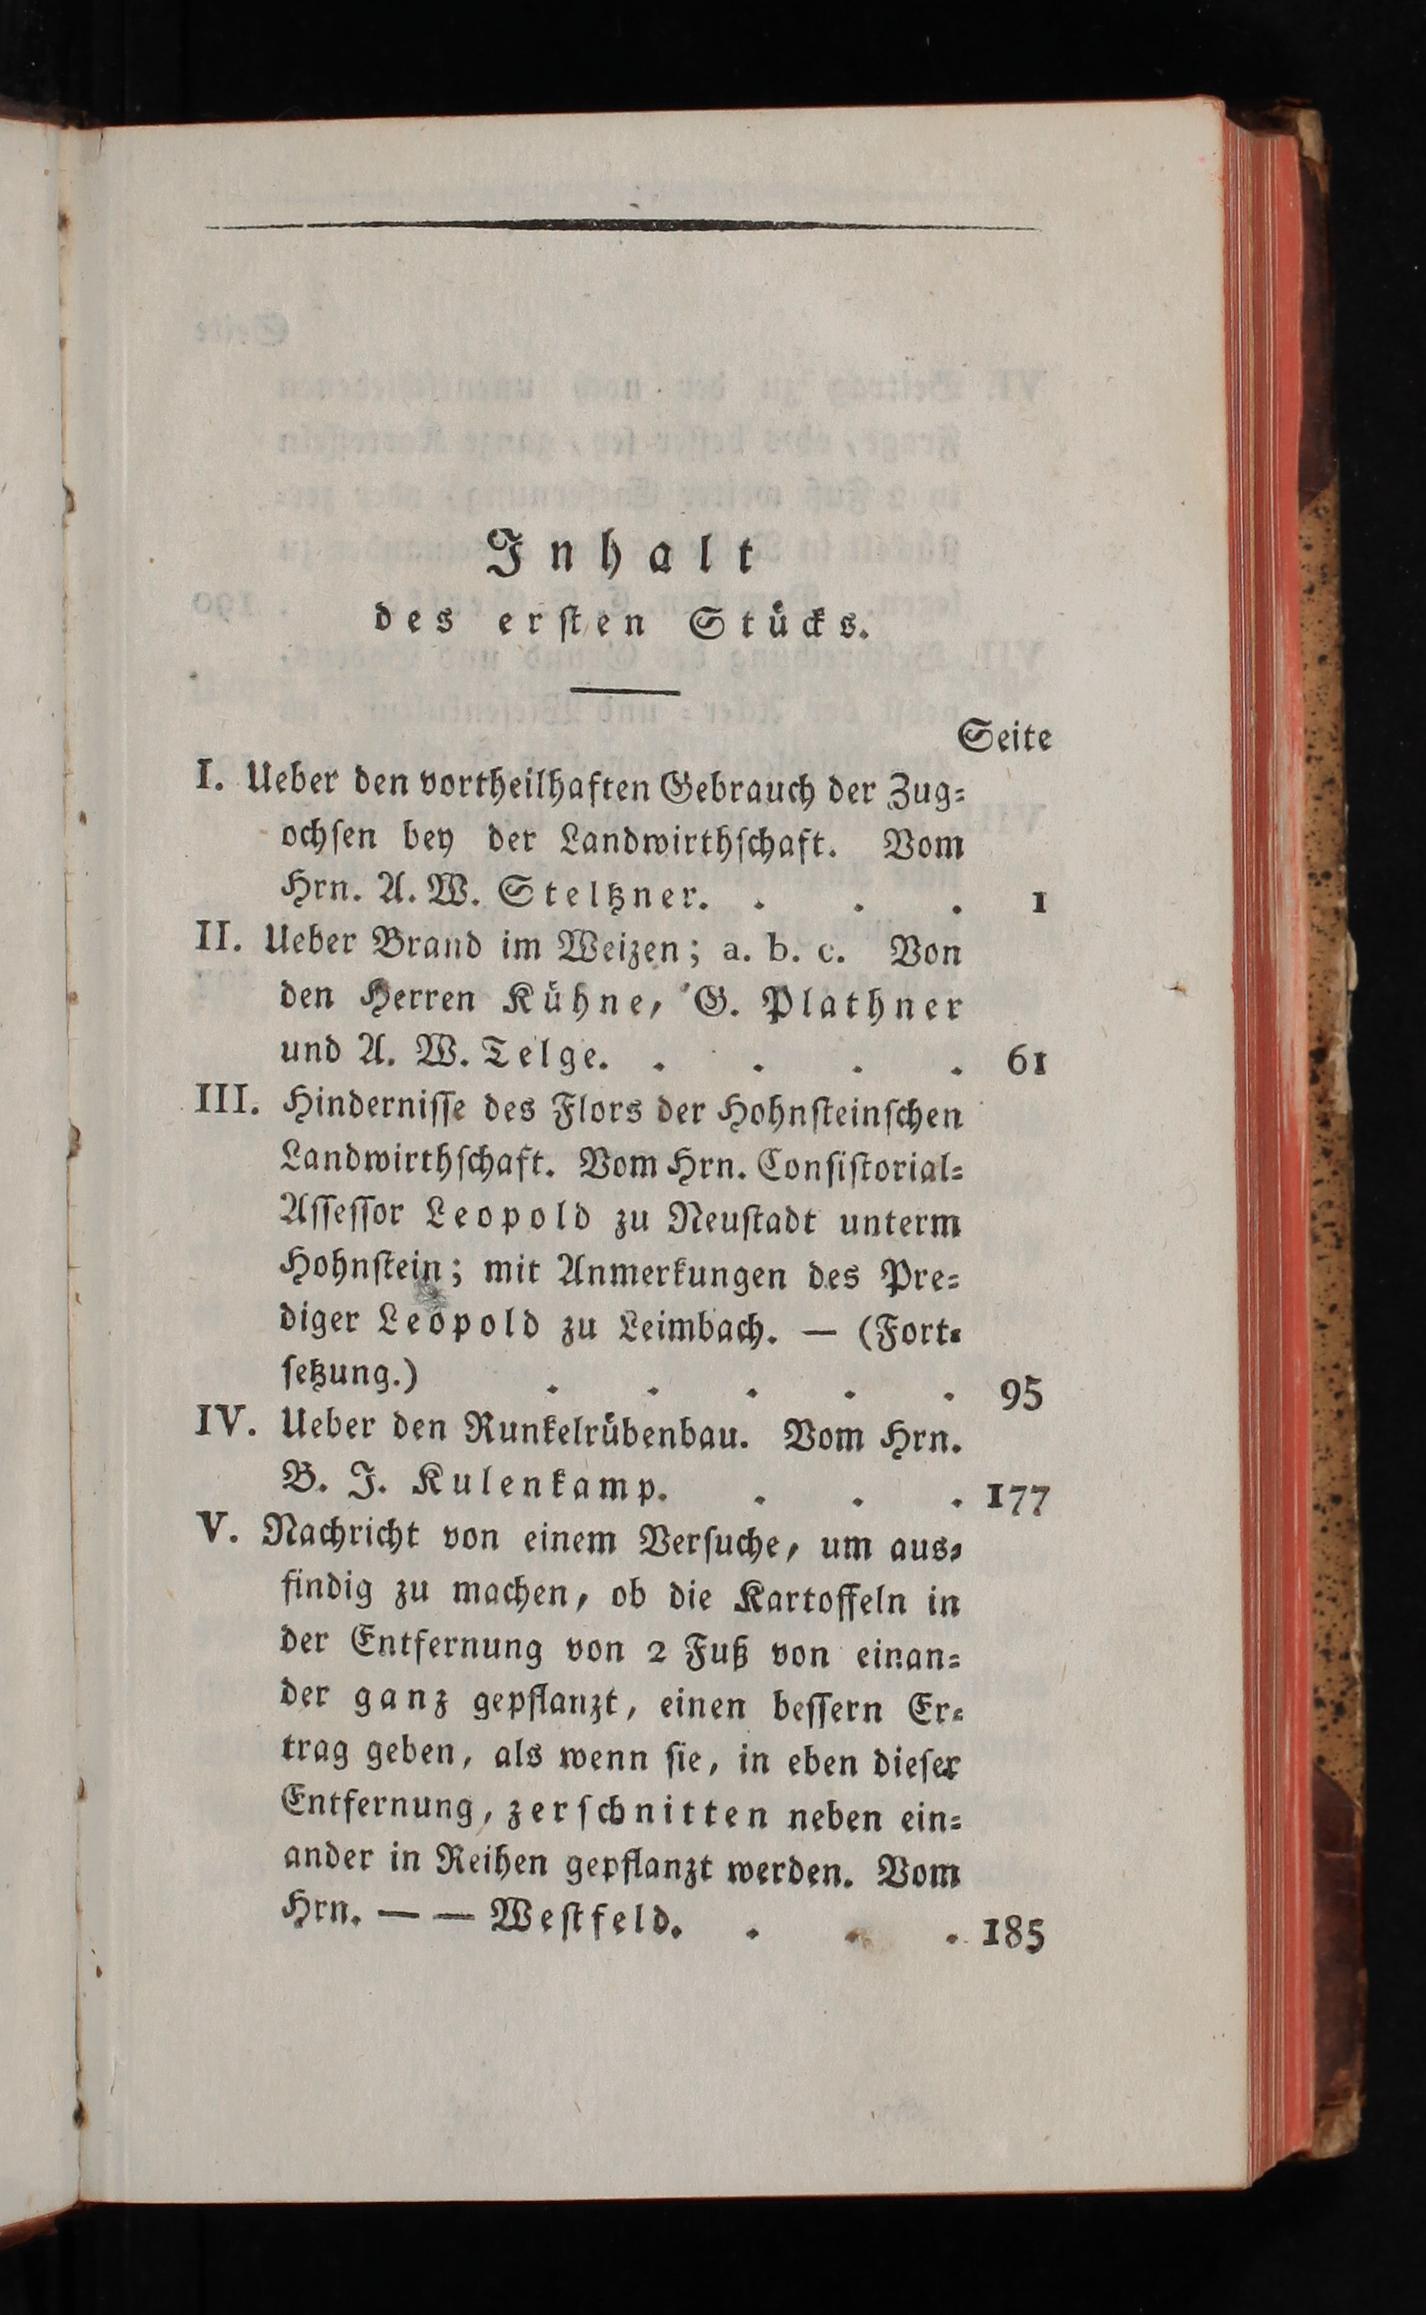 Inhalt
des ersten Stücks.
Seite
I. Ueber den vortheilhaften Gebrauch der Zug-
ochsen bey der Landwirthschaft. Vom
Hrn. A. W. Steltzner. . . . 1
II. Ueber Brand im Weizen; a. b. c. Von
den Herren Kühne, G. Plathner
und A. W. Telge. . . . . 61
III. Hindernisse des Flors der Hohnsteinschen
Landwirthschaft. Vom Hrn. Consistorial-
Assessor Leopold zu Neustadt unterm
Hohnstein; mit Anmerkungen des Pre-
diger Leopold zu Leimbach. — (Fort-
setzung.) . . . . . 95
IV. Ueber den Runkelrübenbau. Vom Hrn.
B. J. Kulenkamp. . . . 177
V. Nachricht von einem Versuche, um aus-
findig zu machen, ob die Kartoffeln in
der Entfernung von 2 Fuß von einan-
der ganz gepflanzt, einen bessern Er-
trag geben, als wenn sie, in eben dieser
Entfernung, zerschnitten neben ein-
ander in Reihen gepflanzt werden. Vom
Hrn. — — Westfeld. . . . 185